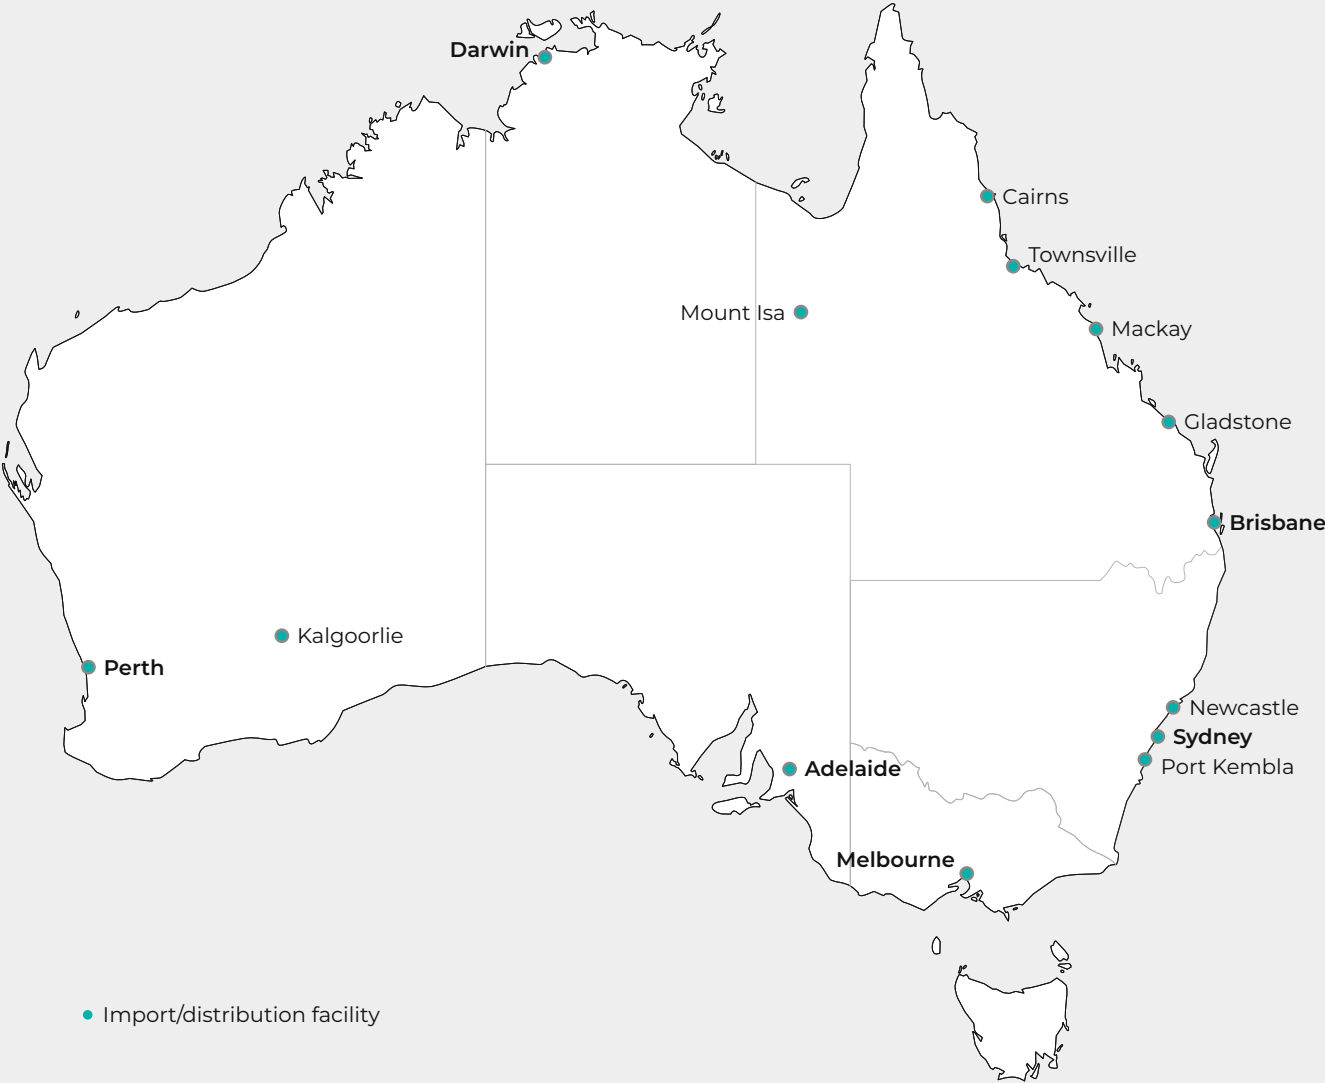 Darwin
Cairns
Townsville
Mount Isa
Mackay
Gladstone
Brisbane
Kalgoorlie
Perth
Newcastle
Sydney
Port Kembla
Adelaide
Melbourne
Import/distribution facility